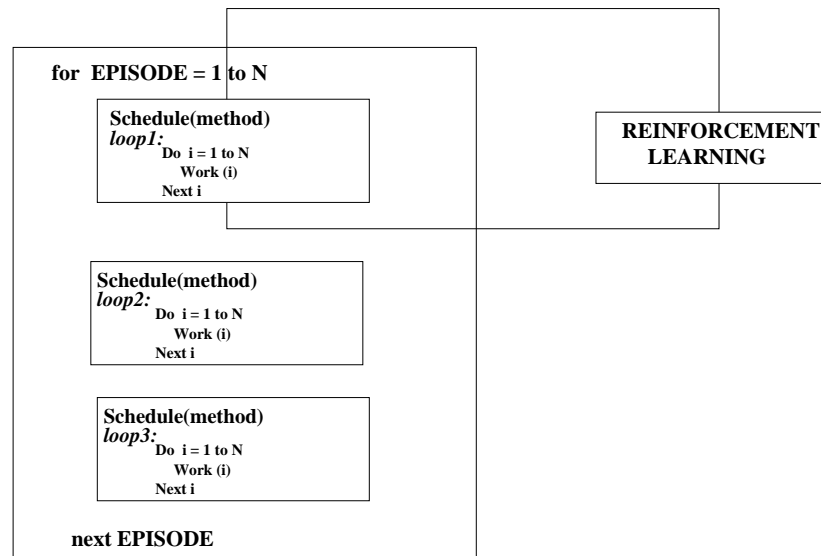 for EPISODE = 1 to N
Schedule(method)
loop1:
Do i = 1 to N
Work (i)
Next i
REINFORCEMENT
LEARNING
Schedule(method)
loop2:
Do i = 1 to N
Work (i)
Next i
Schedule(method)
loop3:
Do i = 1 to N
Work (i)
Next i
next EPISODE